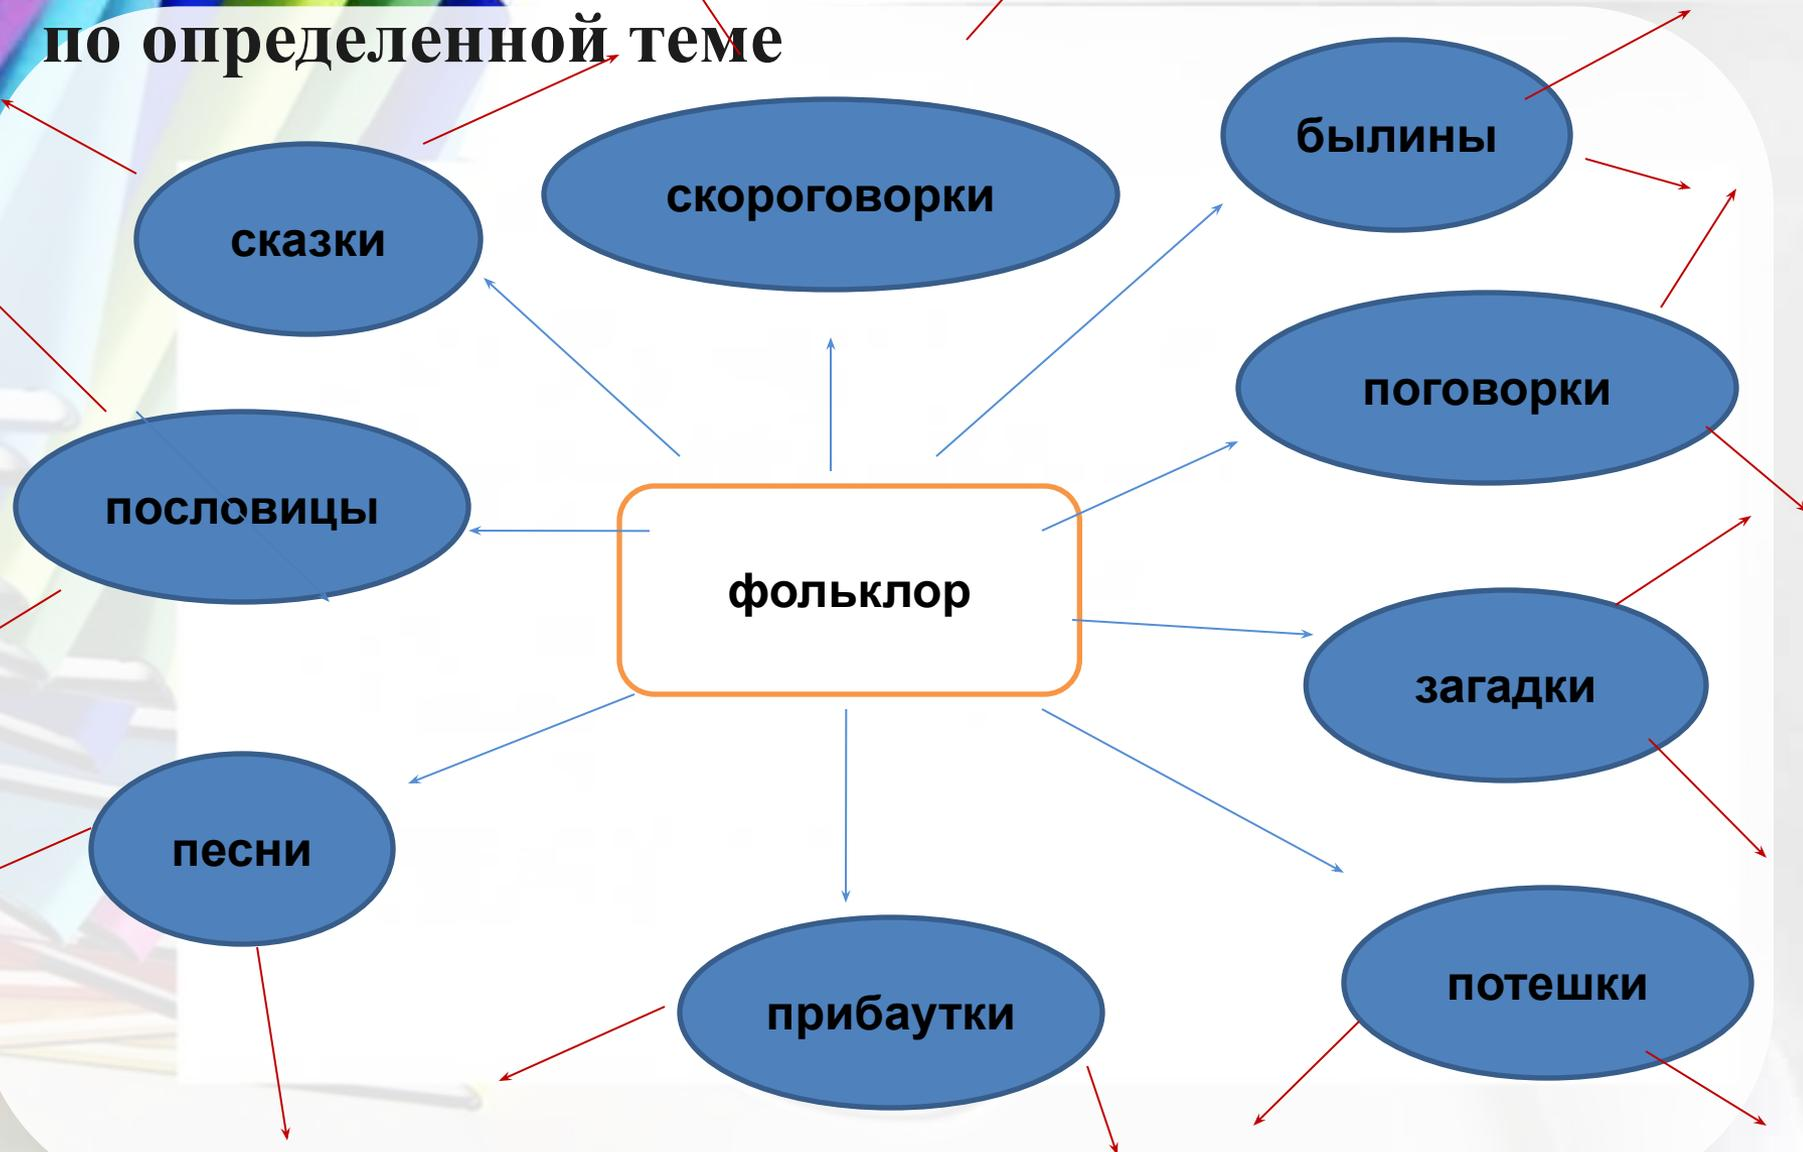 по определенной теме
сказки
скороговорки
былины
пословицы
поговорки
фольклор
загадки
песни
прибаутки
потешки